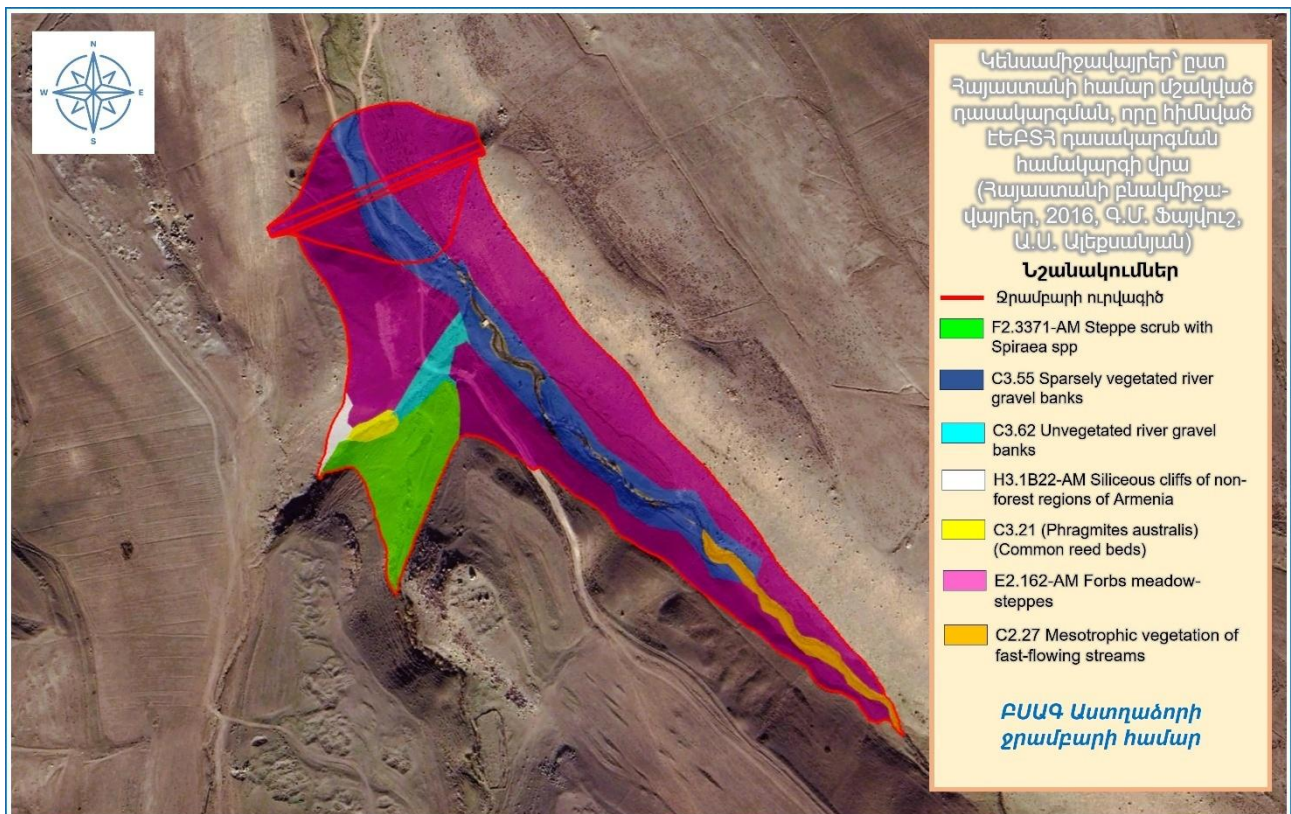 N
W
E
S
Կենսամիջավայրեր՝ ըստ
Հայաստանի համար մշակված
դասակարգման, որը հիմնված
էԵԲՏՀ դասակարգման
համակարգի վրա
(Հայաստանի բնակմիջա-
վայրեր, 2016, Գ.Մ. Ֆայվուշ,
Ա.Ս. Ալեքսանյան)
Նշանակումներ
Ջրամբարի ուրվագիծ
F2.3371-AM Steppe scrub with
Spiraea spp
C3.55 Sparsely vegetated river
gravel banks
C3.62 Unvegetated river gravel
banks
H3.1B22-AM Siliceous cliffs of non-
forest regions of Armenia
C3.21 (Phragmites australis)
(Common reed beds)
E2.162-AM Forbs meadow-
steppes
C2.27 Mesotrophic vegetation of
fast-flowing streams
ԲՍԱԳ Աստղաձորի
ջրամբարի համար